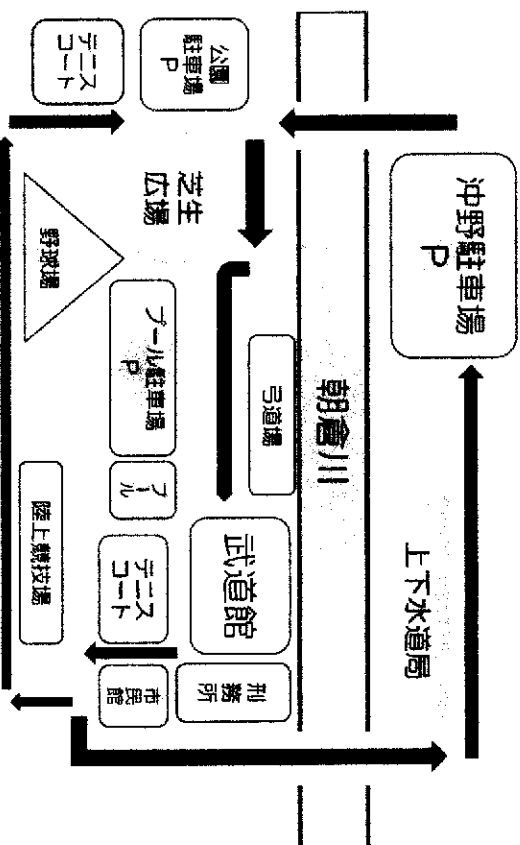 テニス
コート
公園
駐車場
P
沖野駐車場
P
芝生
広場
野球場
プール駐車場
P
弓道場
朝倉川
上下水道局
プール
陸上競技場
テニス
コート
武道館
市民館
刑務
所